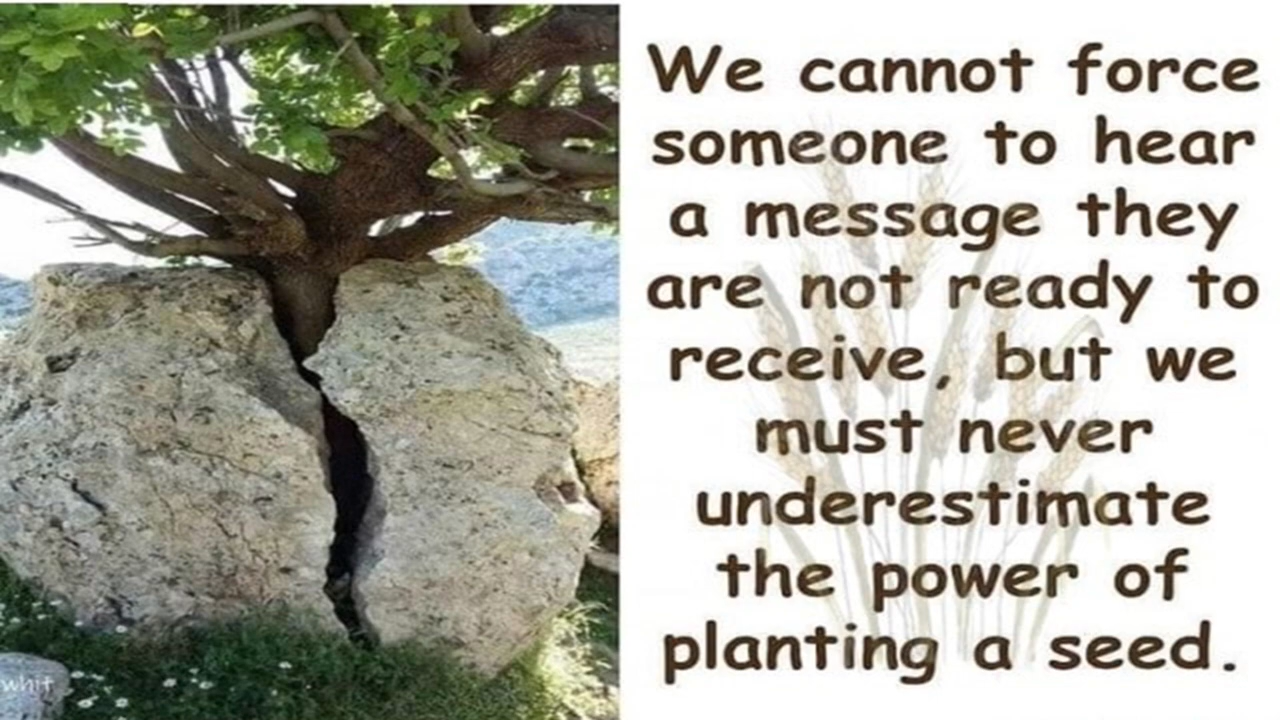 We cannot force
someone to hear
a message they
are not ready to
receive, but we
must never
underestimate
the power of
planting a seed.
whit